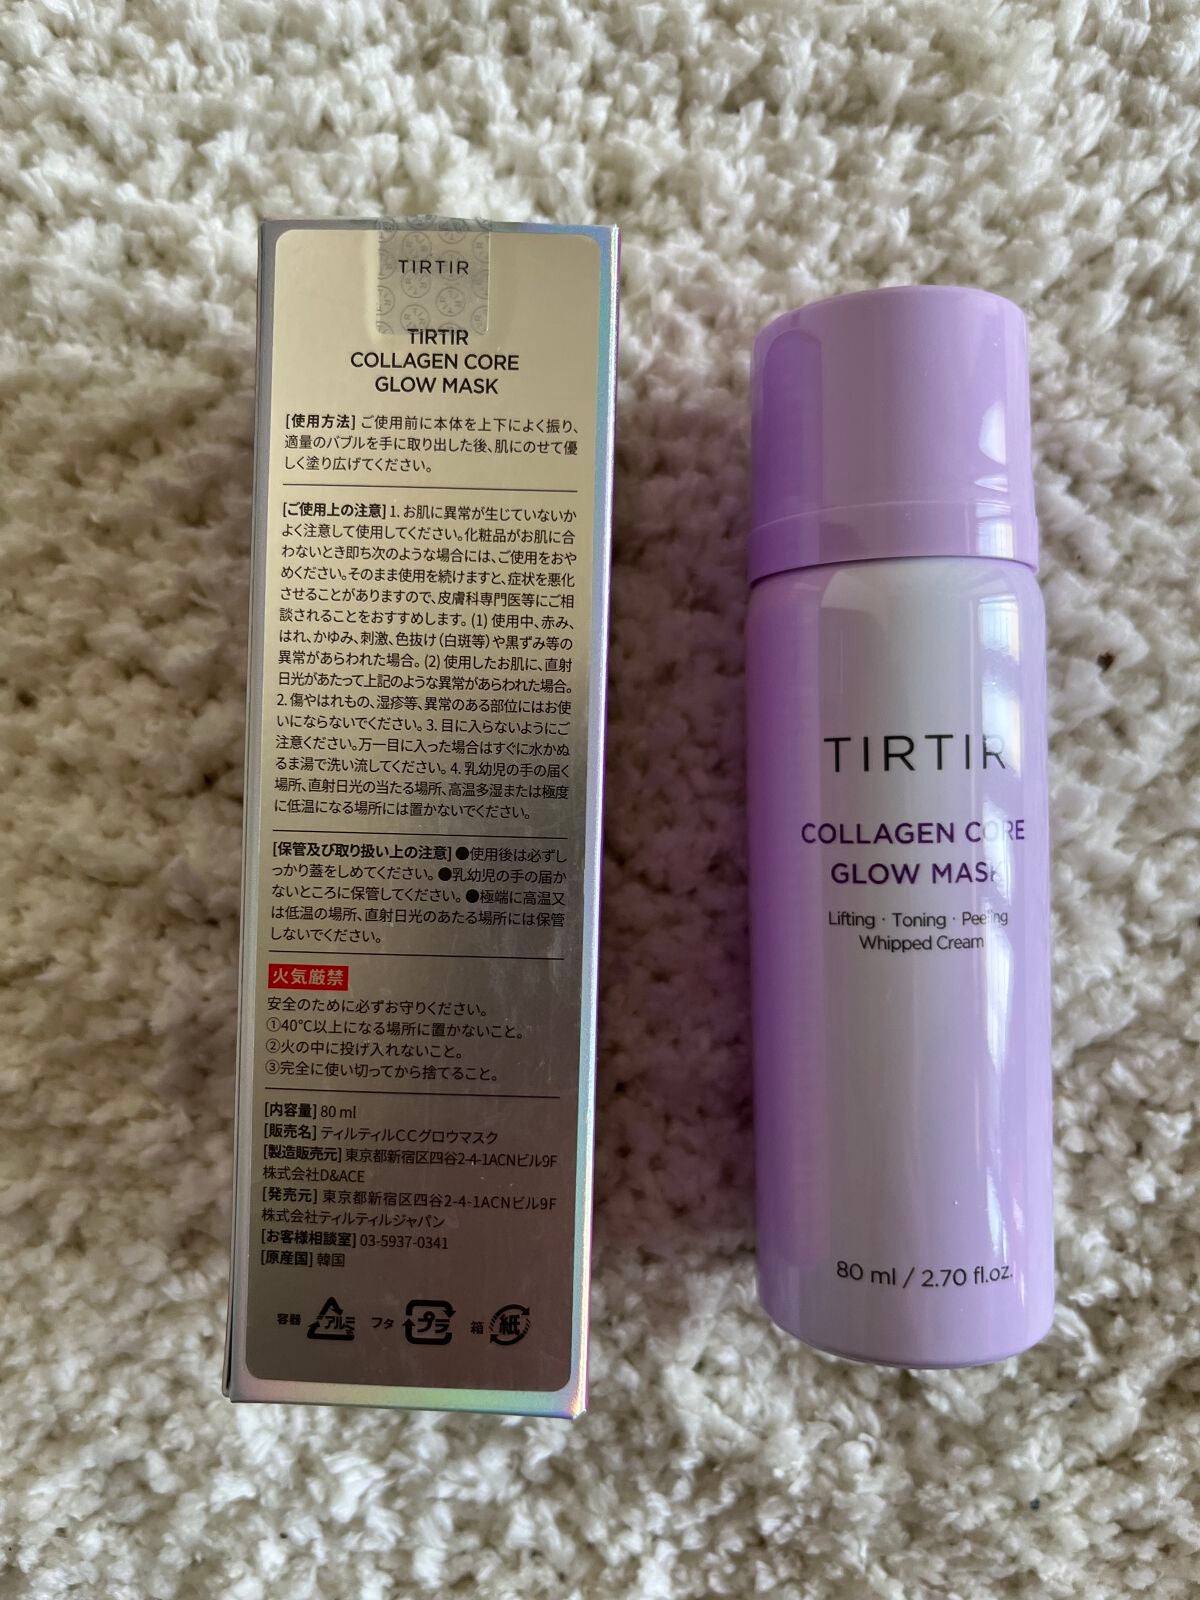 TIRTIR
TIRTIR
COLLAGEN CORE
GLOW MASK
[使用方法] ご使用前に本体を上下によく振り、
適量のバブルを手に取り出した後、肌にのせて優
しく塗り広げてください。
[ご使用上の注意] 1. お肌に異常が生じていないか
よく注意して使用してください。化粧品がお肌に合
わないとき即ち次のような場合には、ご使用をおや
めください。そのまま使用を続けますと、症状を悪化
させることがありますので、皮膚科専門医等にご相
談されることをおすすめします。(1) 使用中、赤み、
はれ、かゆみ、刺激、色抜け（白斑等）や黒ずみ等の
異常があらわれた場合。(2) 使用したお肌に、直射
日光があたって上記のような異常があらわれた場合。
2. 傷やはれもの、湿疹等、異常のある部位にはお使
いにならないでください。3. 目に入らないようにご
注意ください。万一目に入った場合はすぐに水かぬ
るま湯で洗い流してください。4. 乳幼児の手の届く
場所、直射日光の当たる場所、高温多湿または極度
に低温になる場所には置かないでください。
[保管及び取り扱い上の注意] ●使用後は必ずし
っかり蓋をしめてください。●乳幼児の手の届か
ないところに保管してください。●極端に高温又
は低温の場所、直射日光のあたる場所には保管
しないでください。
火気厳禁
安全のために必ずお守りください。
①40℃以上になる場所に置かないこと。
②火の中に投げ入れないこと。
③完全に使い切ってから捨てること。
[内容量] 80 ml
[販売名] ティルティルCCグロウマスク
[製造販売元] 東京都新宿区四谷2-4-1ACNビル9F
株式会社D&ACE
[発売元] 東京都新宿区四谷2-4-1ACNビル9F
株式会社ティルティルジャパン
[お客様相談室] 03-5937-0341
[原産国] 韓国
容器 アルミ フタ プラ 箱 紙
TIRTIR
COLLAGEN CORE
GLOW MASK
Lifting · Toning · Peeling
Whipped Cream
80 ml / 2.70 fl.oz.